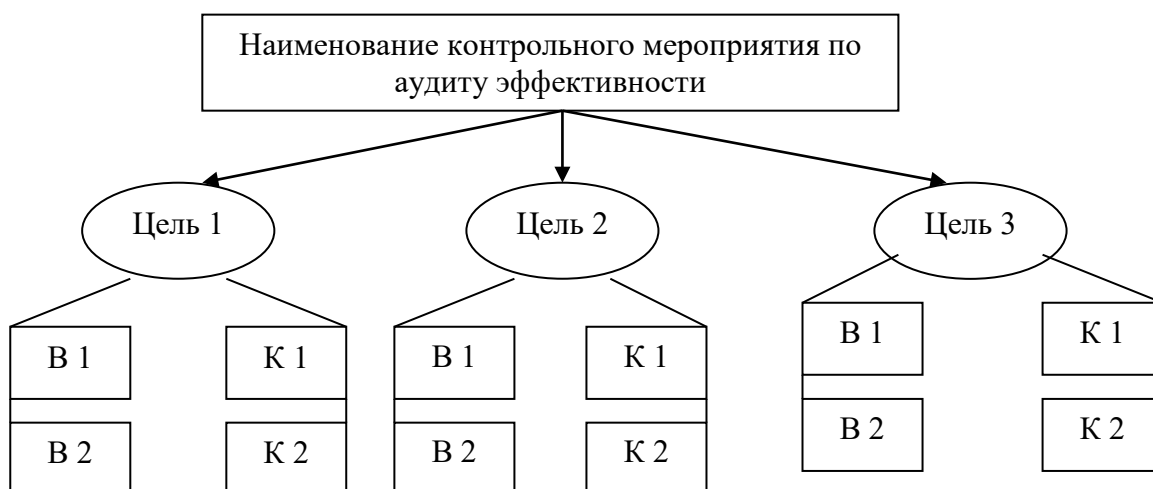 Наименование контрольного мероприятия по
аудиту эффективности
Цель 1
Цель 2
Цель 3
В 1
К 1
В 1
К 1
В 1
К 1
В 2
К 2
В 2
К 2
В 2
К 2